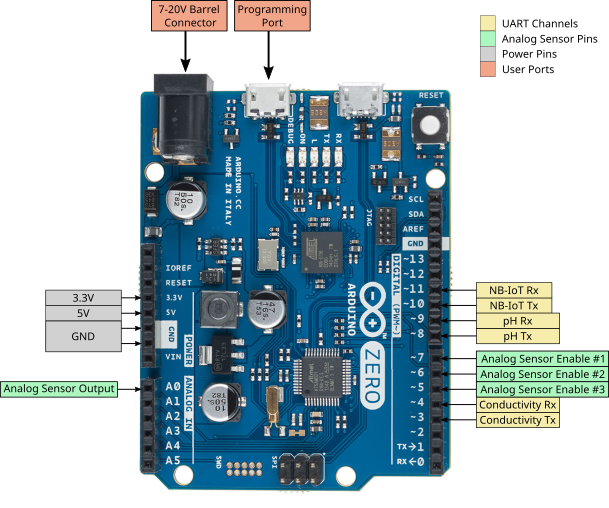 7-20V Barrel
Connector
Programming
Port
UART Channels
Analog Sensor Pins
Power Pins
User Ports
RESET
DEBUG
ON
L
TX
RX
ARDUINO.CC
MADE IN ITALY
JTAG
SCL
SDA
AREF
GND
~13
~12
~11
~10
~9
~8
~7
~6
~5
~4
~3
~2
TX→1
RX←0
DIGITAL (PWM~)
ARDUINO
ZERO
IOREF
RESET
3.3V
5V
GND
VIN
POWER
ANALOG IN
A0
A1
A2
A3
A4
A5
GND
SPI
3.3V
5V
GND
Analog Sensor Output
NB-IoT Rx
NB-IoT Tx
pH Rx
pH Tx
Analog Sensor Enable #1
Analog Sensor Enable #2
Analog Sensor Enable #3
Conductivity Rx
Conductivity Tx